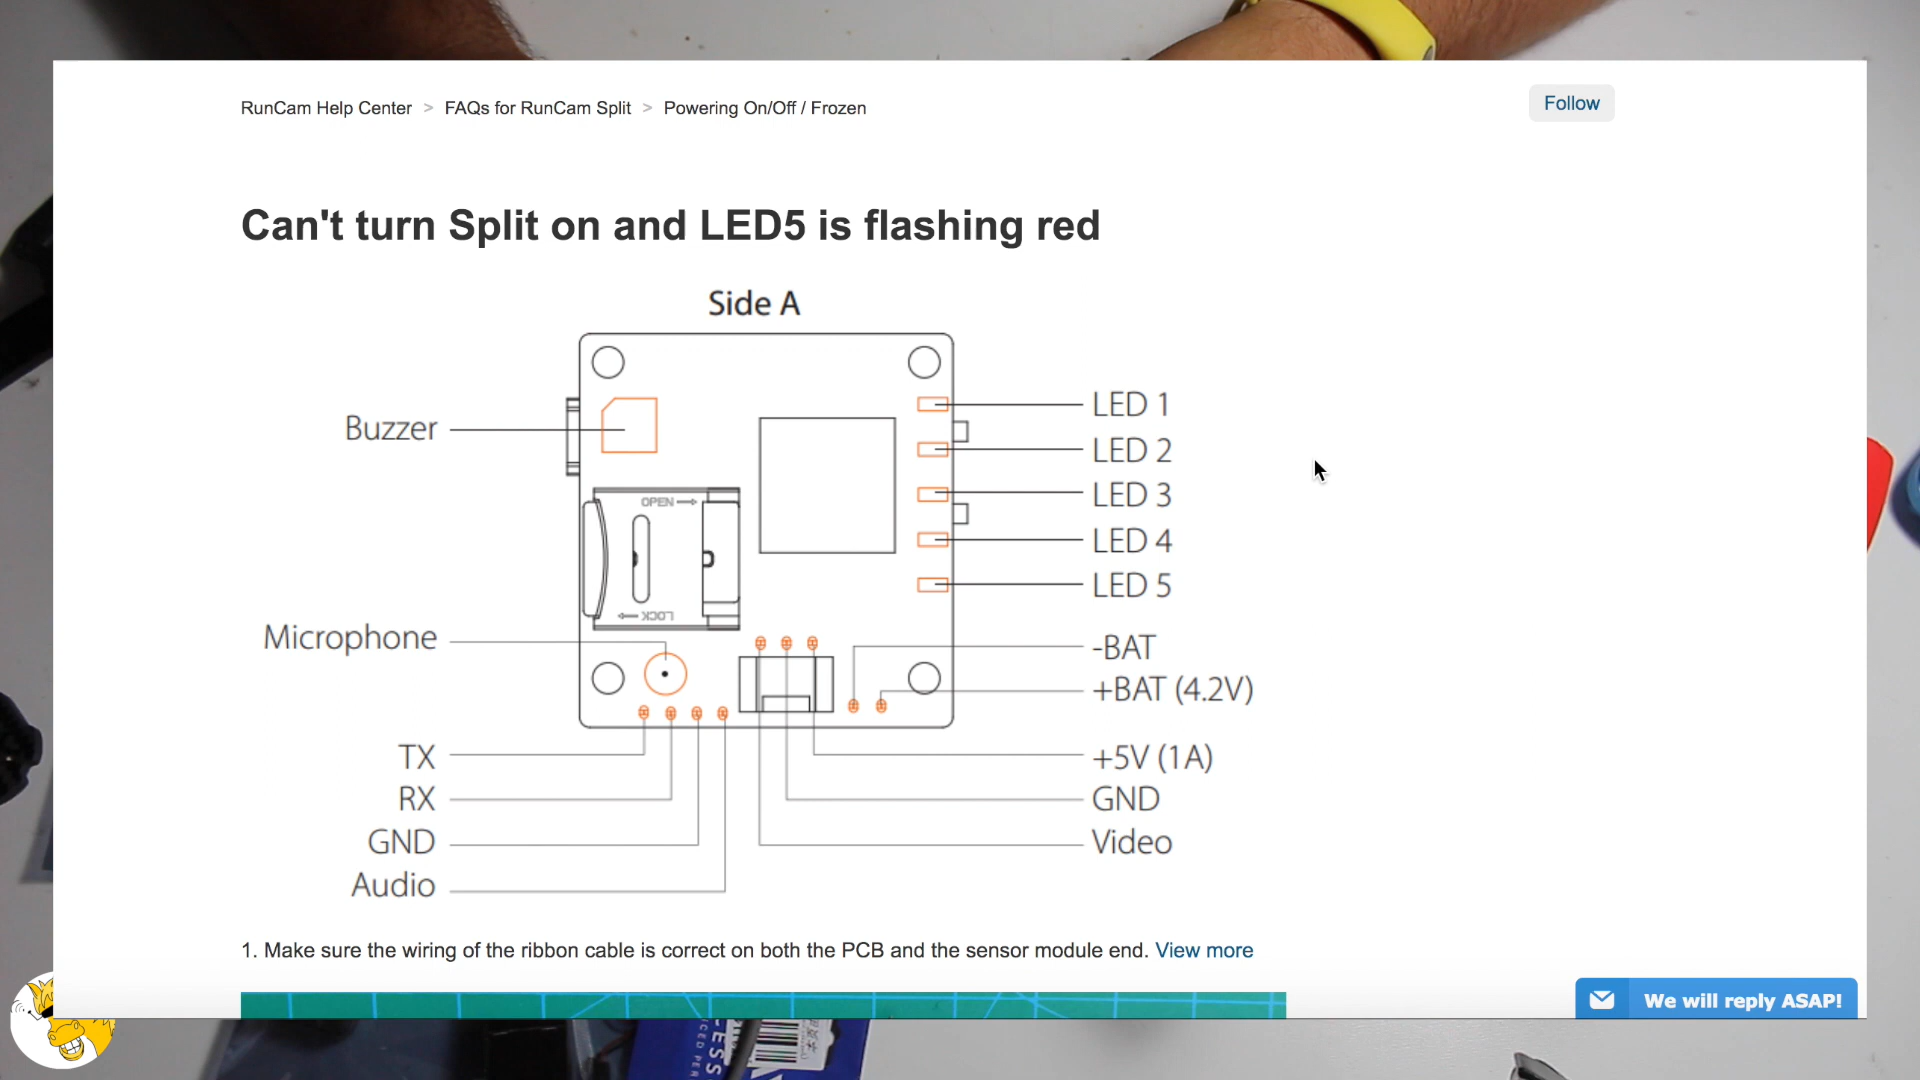 RunCam Help Center > FAQs for RunCam Split > Powering On/Off / Frozen
Follow
Can't turn Split on and LED5 is flashing red
Side A
Buzzer
LED 1
LED 2
LED 3
LED 4
LED 5
OPEN
LOCK
Microphone
-BAT
+BAT (4.2V)
TX
+5V (1A)
RX
GND
GND
Video
Audio
1. Make sure the wiring of the ribbon cable is correct on both the PCB and the sensor module end. View more
We will reply ASAP!